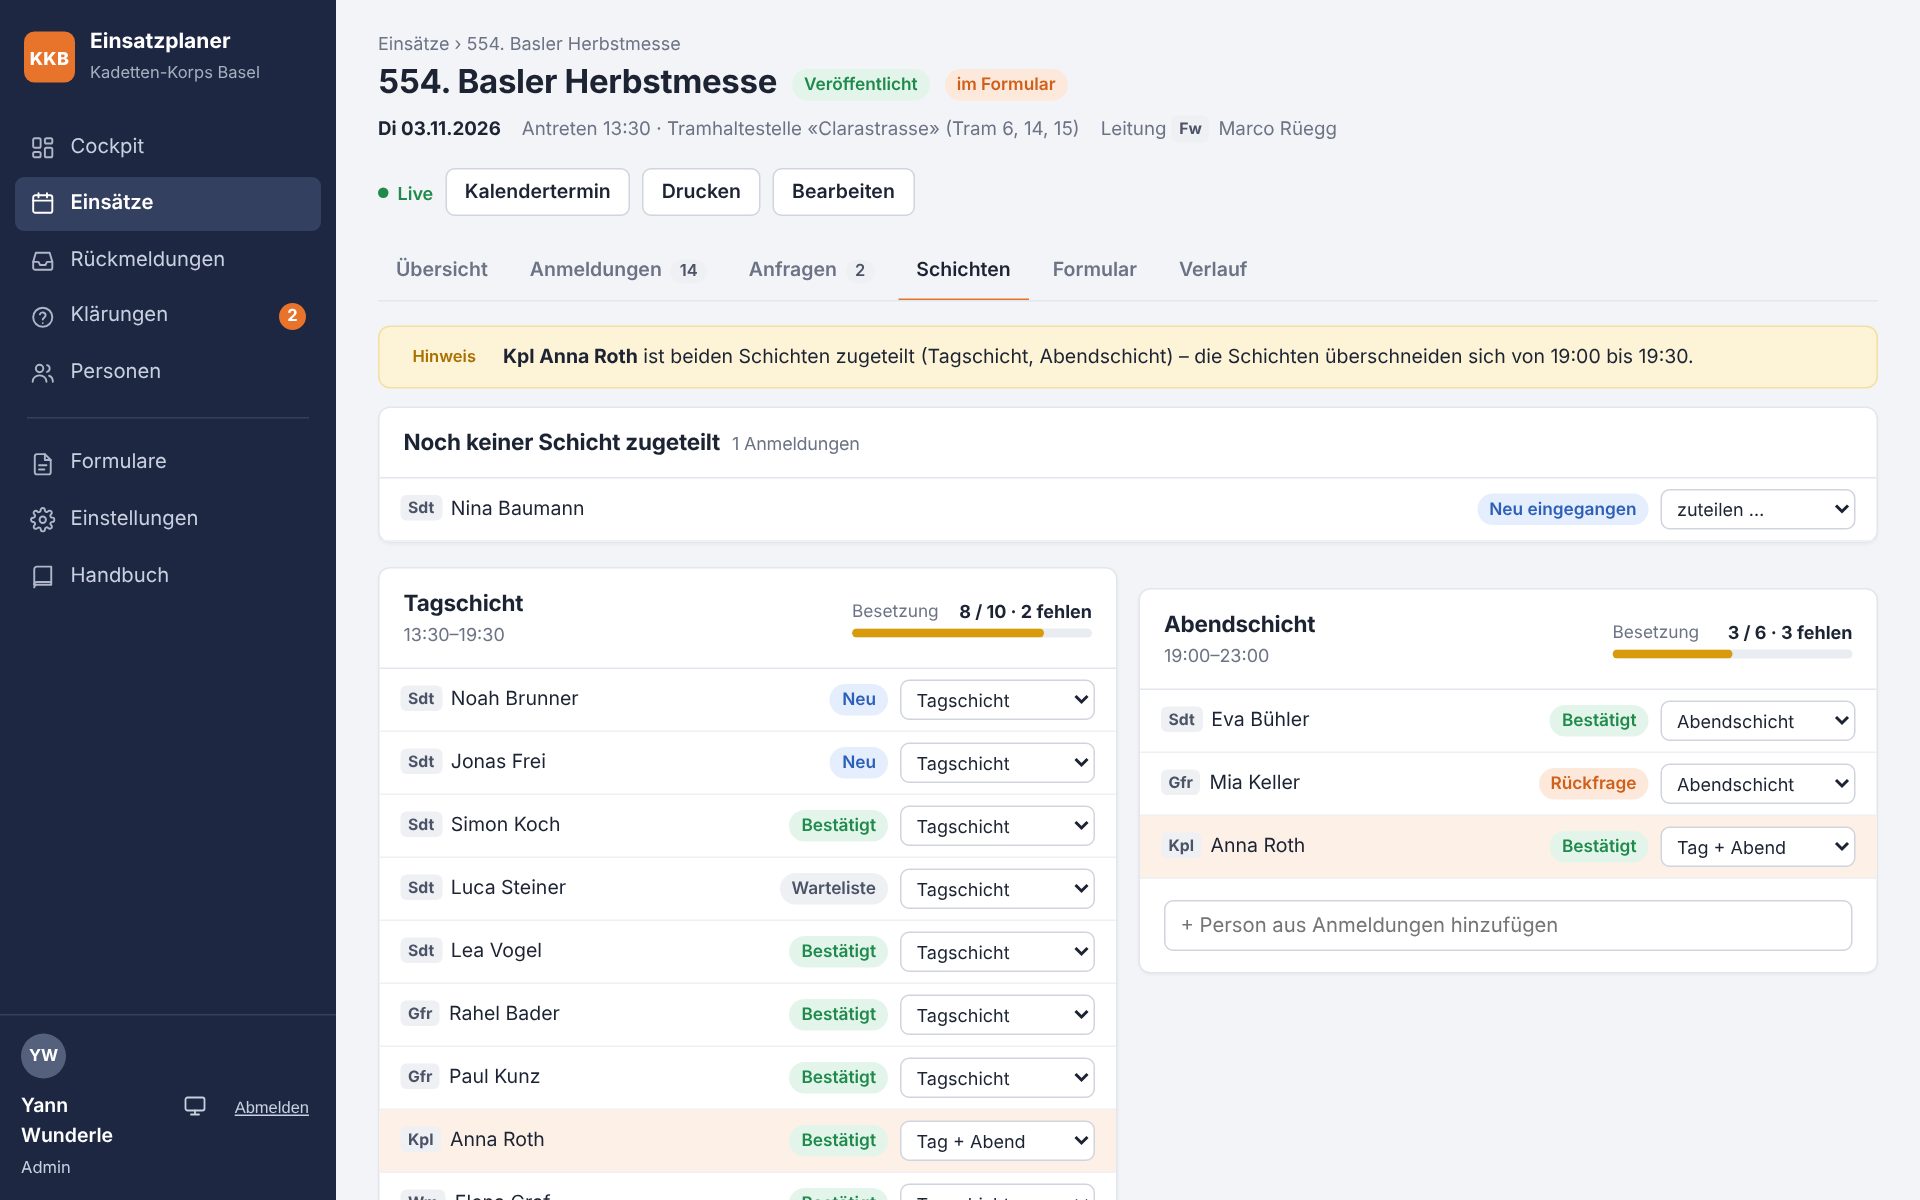 KKB
Einsatzplaner
Kadetten-Korps Basel
Cockpit
Einsätze
Rückmeldungen
Klärungen 2
Personen
Formulare
Einstellungen
Handbuch
YW
Yann Wunderle
Admin
Abmelden
Einsätze › 554. Basler Herbstmesse
554. Basler Herbstmesse Veröffentlicht im Formular
Di 03.11.2026 Antreten 13:30 · Tramhaltestelle «Clarastrasse» (Tram 6, 14, 15) Leitung Fw Marco Rüegg
Live Kalendertermin Drucken Bearbeiten
Übersicht Anmeldungen 14 Anfragen 2 Schichten Formular Verlauf
Hinweis Kpl Anna Roth ist beiden Schichten zugeteilt (Tagschicht, Abendschicht) – die Schichten überschneiden sich von 19:00 bis 19:30.
Noch keiner Schicht zugeteilt 1 Anmeldungen
Sdt Nina Baumann Neu eingegangen zuteilen ...
Tagschicht
13:30–19:30
Besetzung 8 / 10 · 2 fehlen
Sdt Noah Brunner Neu Tagschicht
Sdt Jonas Frei Neu Tagschicht
Sdt Simon Koch Bestätigt Tagschicht
Sdt Luca Steiner Warteliste Tagschicht
Sdt Lea Vogel Bestätigt Tagschicht
Gfr Rahel Bader Bestätigt Tagschicht
Gfr Paul Kunz Bestätigt Tagschicht
Kpl Anna Roth Bestätigt Tag + Abend
Abendschicht
19:00–23:00
Besetzung 3 / 6 · 3 fehlen
Sdt Eva Bühler Bestätigt Abendschicht
Gfr Mia Keller Rückfrage Abendschicht
Kpl Anna Roth Bestätigt Tag + Abend
+ Person aus Anmeldungen hinzufügen